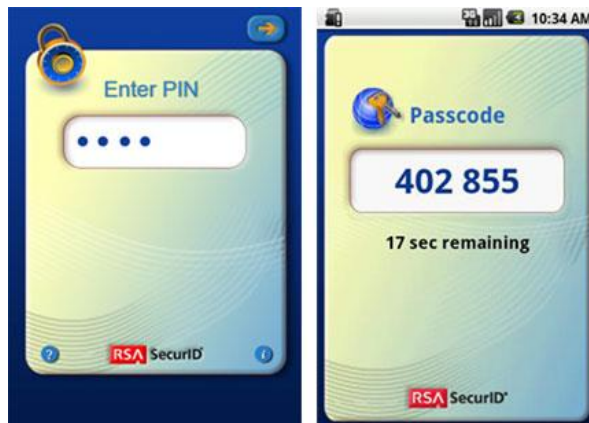 Enter PIN
RSA SecurID
10:34 AM
Passcode
402 855
17 sec remaining
RSA SecurID®